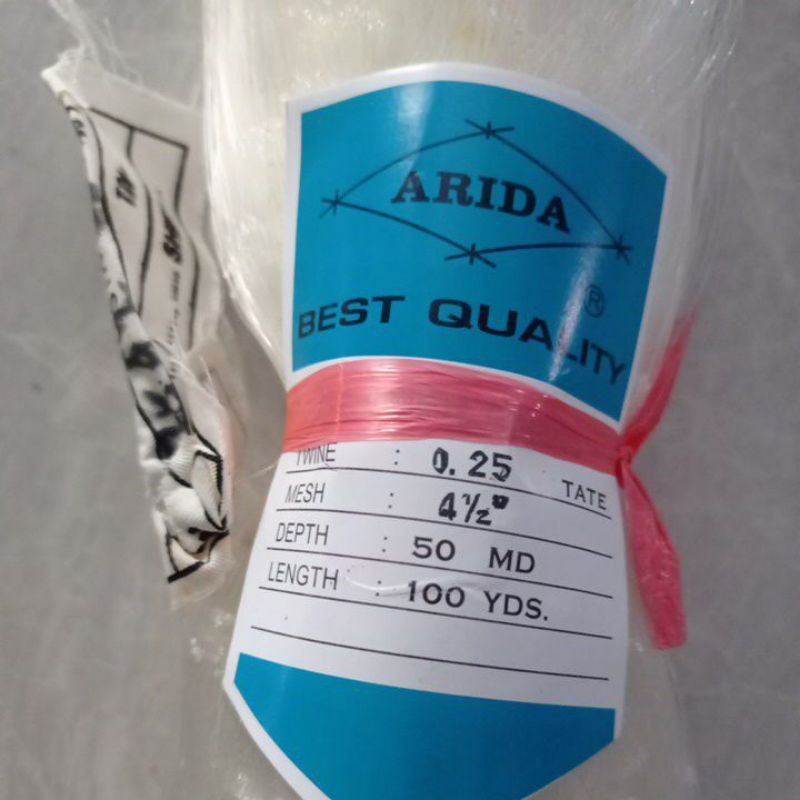 ARIDA
®
BEST QUALITY
TWINE : 0.25 TATE
MESH : 4½"
DEPTH : 50 MD
LENGTH : 100 YDS.